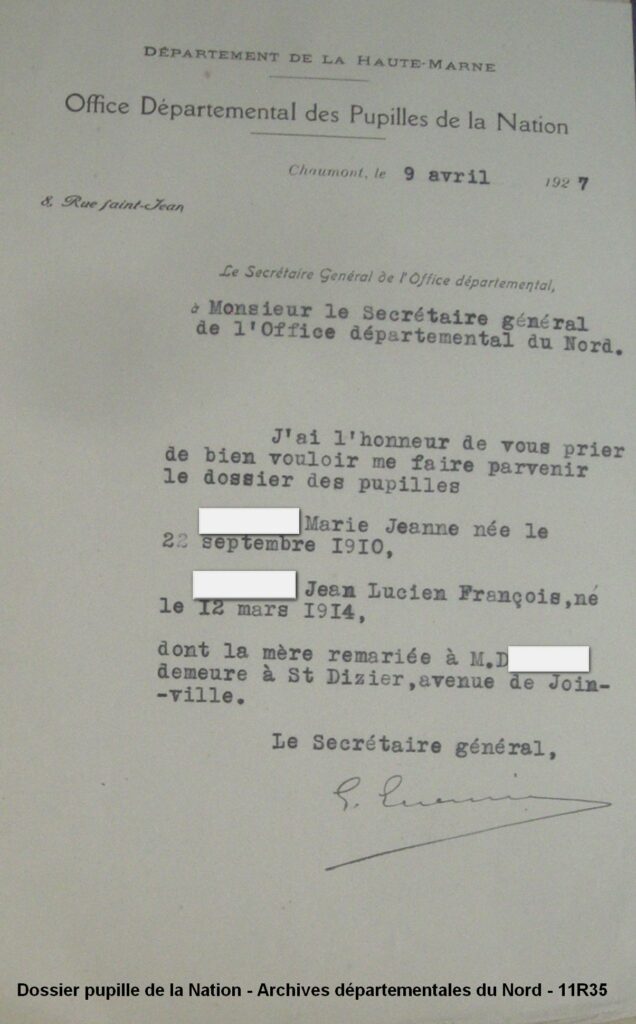 DÉPARTEMENT DE LA HAUTE-MARNE
Office Départemental des Pupilles de la Nation
Chaumont, le 9 avril 1927
8, Rue Saint-Jean
Le Secrétaire Général de l'Office départemental,
à Monsieur le Secrétaire général
de l'Office départemental du Nord.
J'ai l'honneur de vous prier
de bien vouloir me faire parvenir
le dossier des pupilles
Marie Jeanne née le
22 septembre 1910,
Jean Lucien François,né
le 12 mars 1914,
dont la mère remariée à M.D
demeure à St Dizier,avenue de Join-
-ville.
Le Secrétaire général,
Dossier pupille de la Nation - Archives départementales du Nord - 11R35